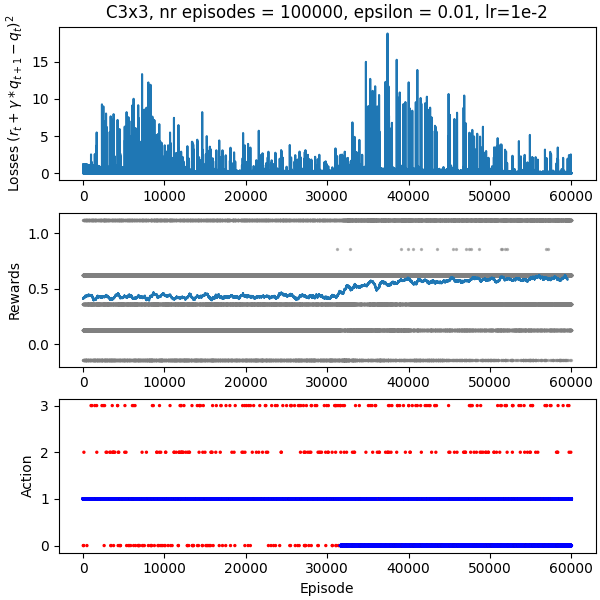 C3x3, nr episodes = 100000, epsilon = 0.01, lr=1e-2
Losses $(r_t + \gamma * q_{t+1} - q_t)^2$
15
10
5
0
0 10000 20000 30000 40000 50000 60000
Rewards
1.0
0.5
0.0
0 10000 20000 30000 40000 50000 60000
Action
3
2
1
0
0 10000 20000 30000 40000 50000 60000
Episode